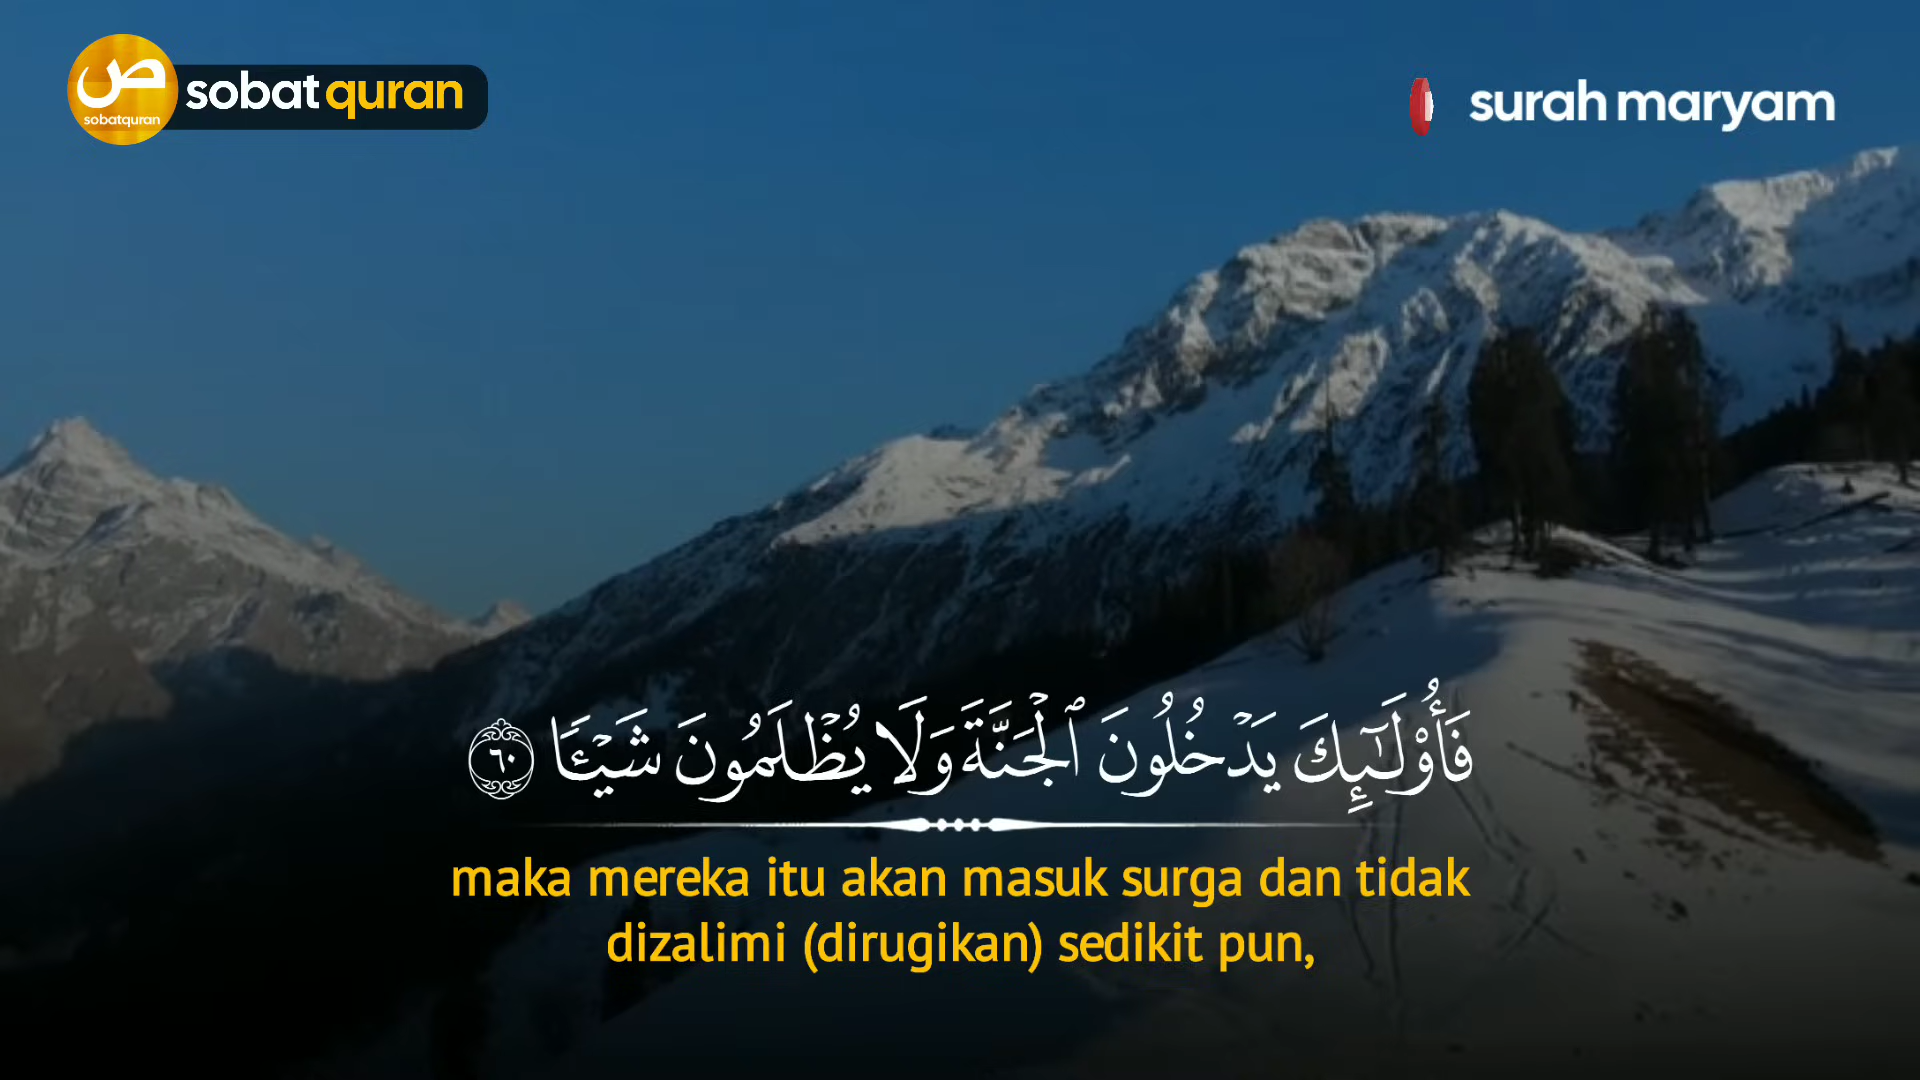 ص
sobatquran
sobat quran
surah maryam
فَأُو۟لَـٰٓئِكَ يَدْخُلُونَ ٱلْجَنَّةَ وَلَا يُظْلَمُونَ شَيْـًٔا ٦٠
maka mereka itu akan masuk surga dan tidak
dizalimi (dirugikan) sedikit pun,